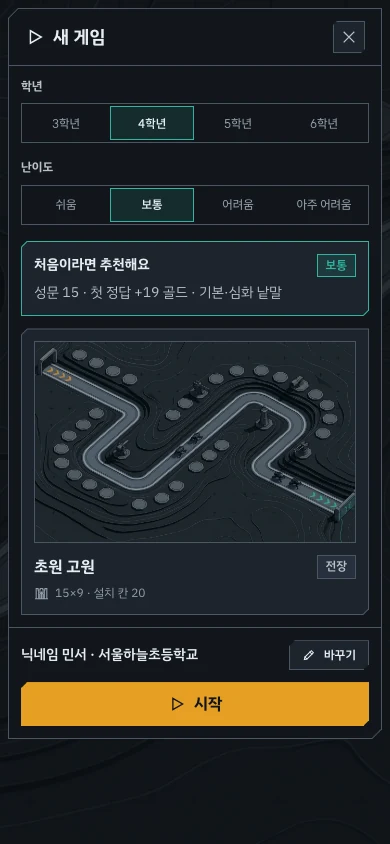 새 게임
학년
3학년 4학년 5학년 6학년
난이도
쉬움 보통 어려움 아주 어려움
처음이라면 추천해요 보통
성문 15 · 첫 정답 +19 골드 · 기본·심화 낱말
초원 고원 전장
15×9 · 설치 칸 20
닉네임 민서 · 서울하늘초등학교 바꾸기
시작